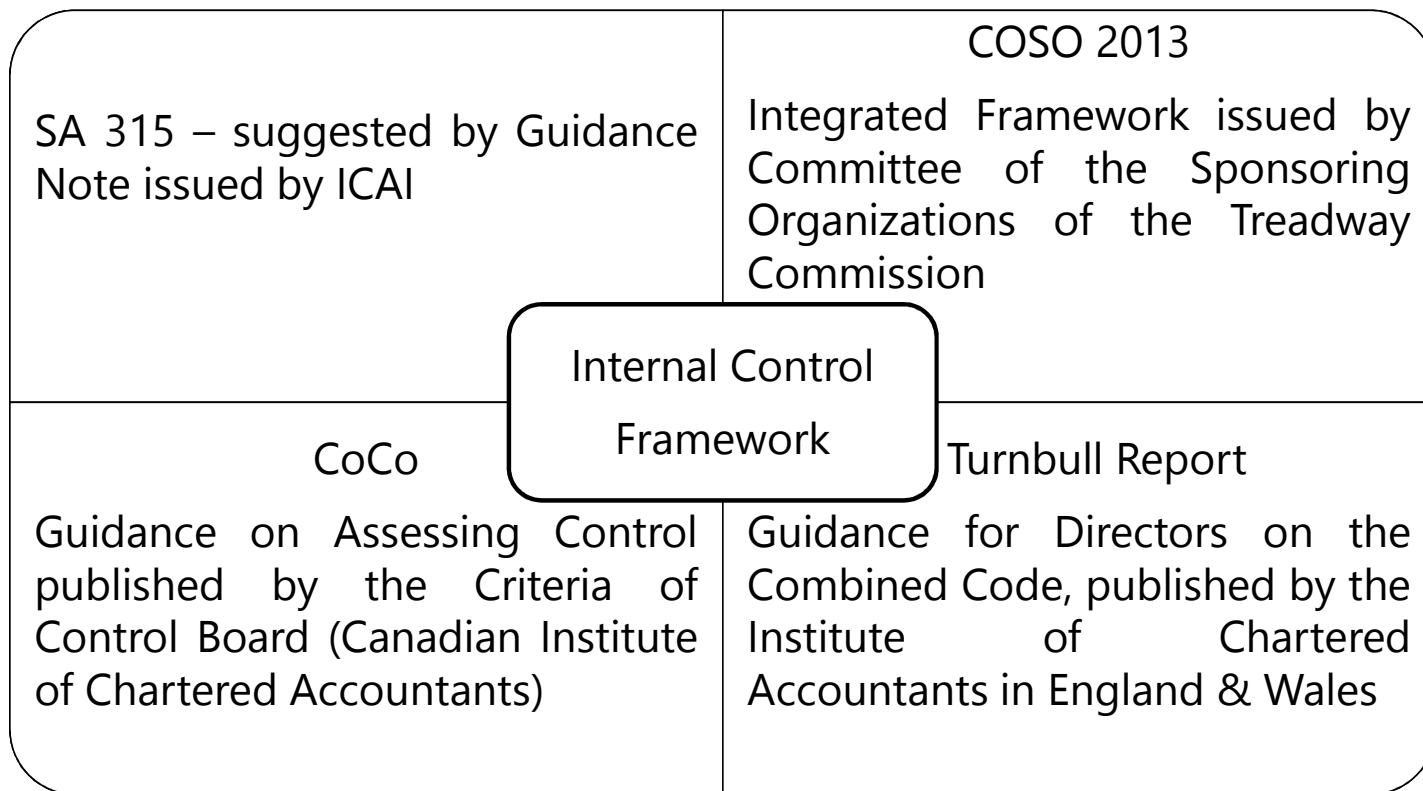 SA 315 – suggested by Guidance
Note issued by ICAI
COSO 2013
Integrated Framework issued by
Committee of the Sponsoring
Organizations of the Treadway
Commission
Internal Control
Framework
CoCo
Guidance on Assessing Control
published by the Criteria of
Control Board (Canadian Institute
of Chartered Accountants)
Turnbull Report
Guidance for Directors on the
Combined Code, published by the
Institute of Chartered
Accountants in England & Wales